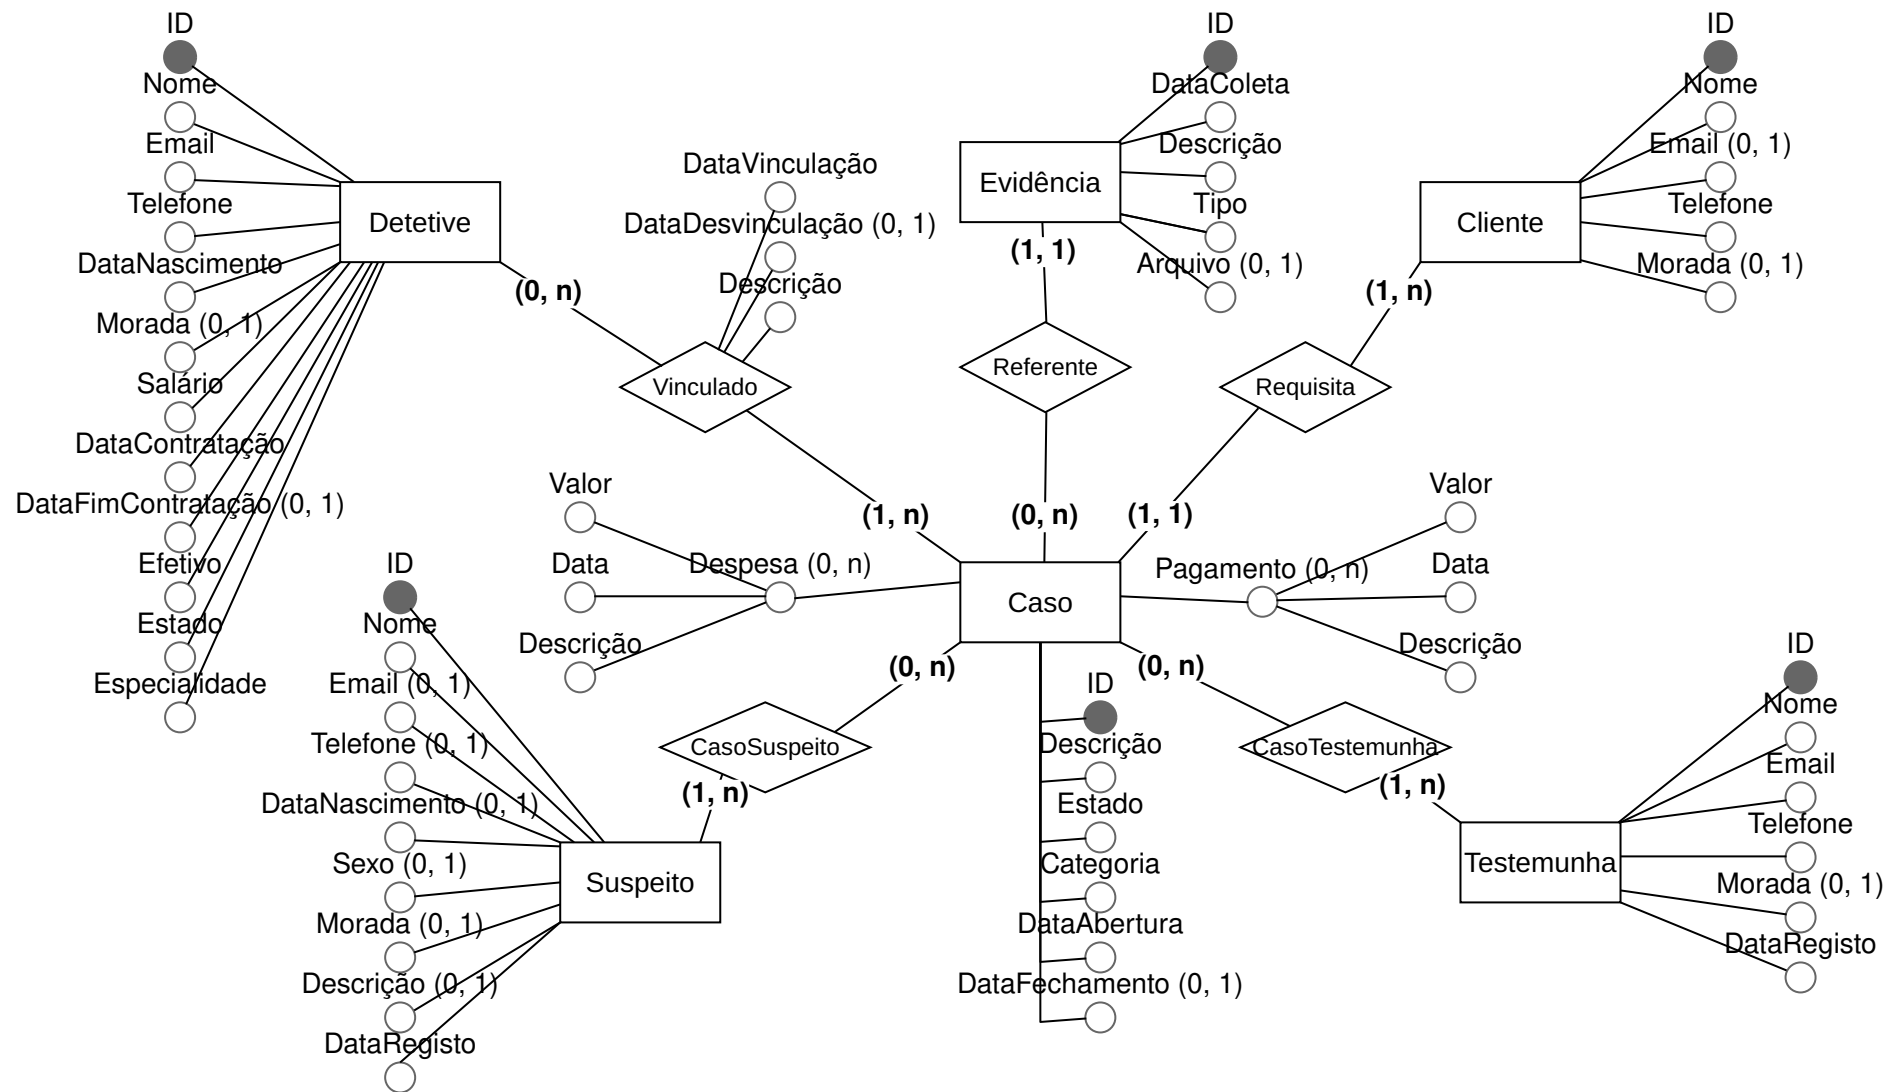 ID
Nome
Email
Telefone
DataNascimento
Morada (0, 1)
Salário
DataContratação
DataFimContratação (0, 1)
Efetivo
Estado
Especialidade
Detetive
(0, n)
DataVinculação
DataDesvinculação (0, 1)
Descrição
Vinculado
(1, n)
ID
DataColeta
Descrição
Tipo
Arquivo (0, 1)
Evidência
(1, 1)
Referente
(0, n)
ID
Nome
Email (0, 1)
Telefone
Morada (0, 1)
Cliente
(1, n)
Requisita
(1, 1)
Valor
Data
Descrição
Despesa (0, n)
Caso
Pagamento (0, n)
Valor
Data
Descrição
(0, n)
CasoSuspeito
(1, n)
ID
Nome
Email (0, 1)
Telefone (0, 1)
DataNascimento (0, 1)
Sexo (0, 1)
Morada (0, 1)
Descrição (0, 1)
DataRegisto
Suspeito
ID
Descrição
Estado
Categoria
DataAbertura
DataFechamento (0, 1)
(0, n)
CasoTestemunha
(1, n)
Testemunha
ID
Nome
Email
Telefone
Morada (0, 1)
DataRegisto